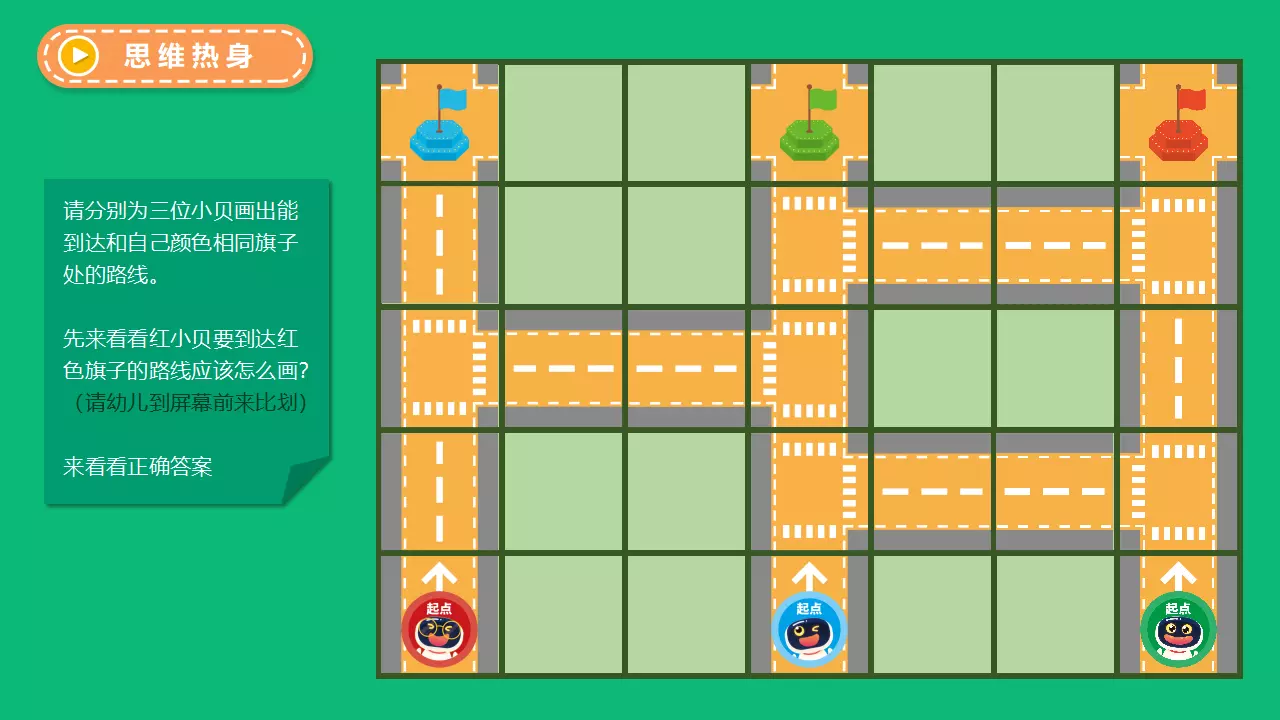 思维热身
请分别为三位小贝画出能
到达和自己颜色相同旗子
处的路线。
先来看看红小贝要到达红
色旗子的路线应该怎么画？
（请幼儿到屏幕前来比划）
来看看正确答案
起点
起点
起点